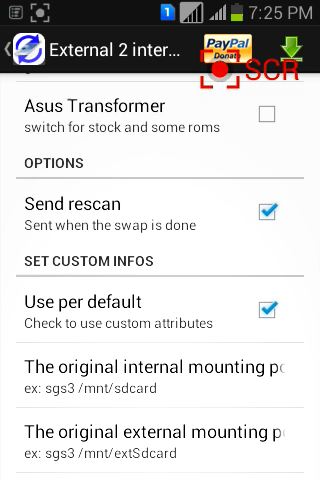 1 7:25 PM
External 2 inter...
PayPal
Donate
SCR
Asus Transformer
switch for stock and some roms
OPTIONS
Send rescan
Sent when the swap is done
SET CUSTOM INFOS
Use per default
Check to use custom attributes
The original internal mounting po
ex: sgs3 /mnt/sdcard
The original external mounting p
ex: sgs3 /mnt/extSdcard